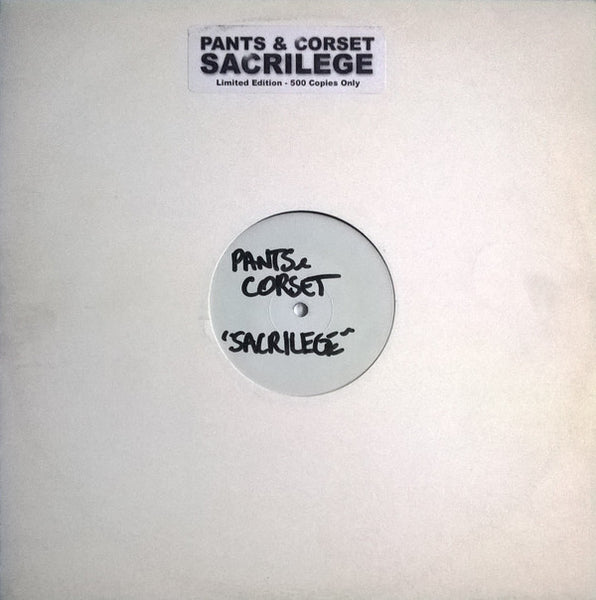 PANTS & CORSET
SACRILEGE
Limited Edition - 500 Copies Only
PANTS &
CORSET
"SACRILEGE"